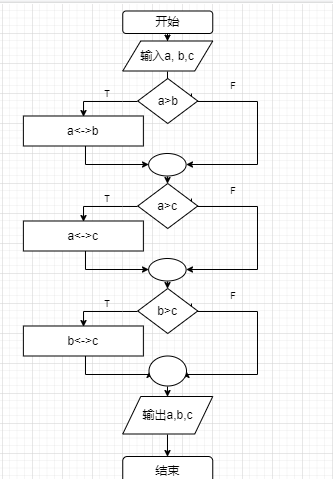 开始
输入a, b,c
a>b
T
F
a<->b
a>c
T
F
a<->c
b>c
T
F
b<->c
输出a,b,c
结束